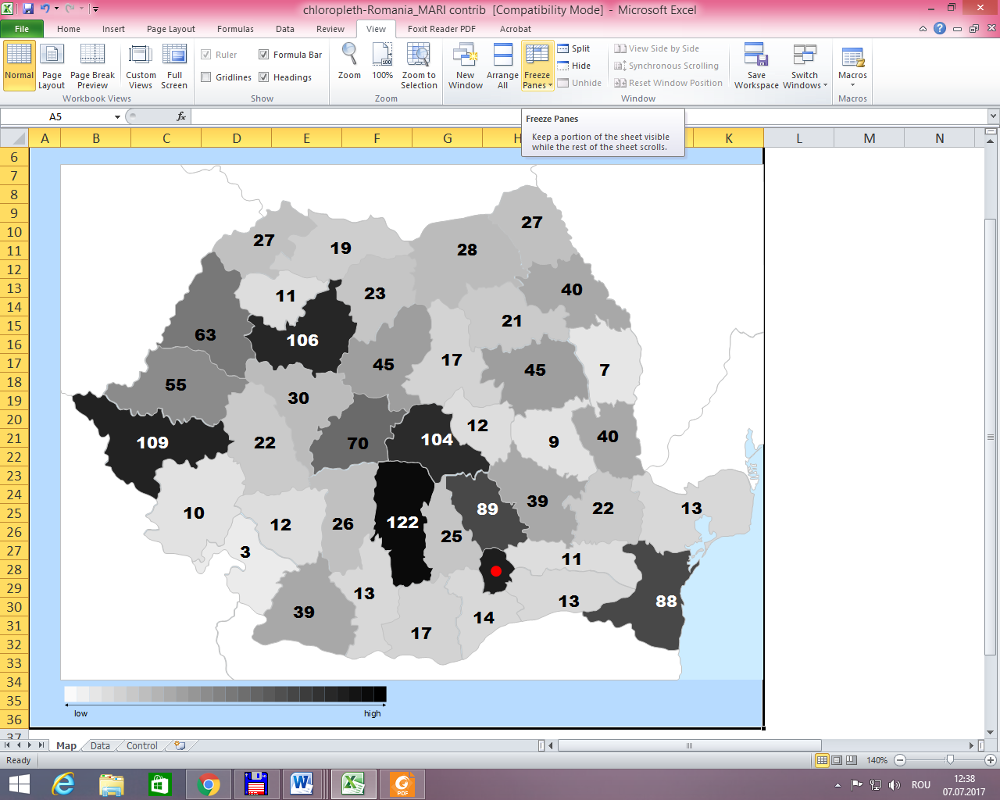 chloropleth-Romania_MARI contrib  [Compatibility Mode]  -  Microsoft Excel
File Home Insert Page Layout Formulas Data Review View Foxit Reader PDF Acrobat
Normal Page Layout Page Break Preview Custom Views Full Screen
Workbook Views
Ruler Formula Bar
Gridlines Headings
Show
Zoom 100% Zoom to Selection
Zoom
New Window Arrange All Freeze Panes
Split View Side by Side
Hide Synchronous Scrolling
Unhide Reset Window Position
Window
Save Workspace Switch Windows
Macros
Macros
A5 fx
Freeze Panes
Keep a portion of the sheet visible
while the rest of the sheet scrolls.
A B C D E F G H K L M N
6
7
8
9
10
11
12
13
14
15
16
17
18
19
20
21
22
23
24
25
26
27
28
29
30
31
32
33
34
35
36
37
27
27 19 28
40
11 23
21
63 106
45 17 45 7
55
30
12
109 22 70 104 9 40
39
10 12 26 122 25 89 22 13
3
11
13 13 88
39 14
17
low high
Map Data Control
Ready 140%
ROU 12:38
07.07.2017
PDF